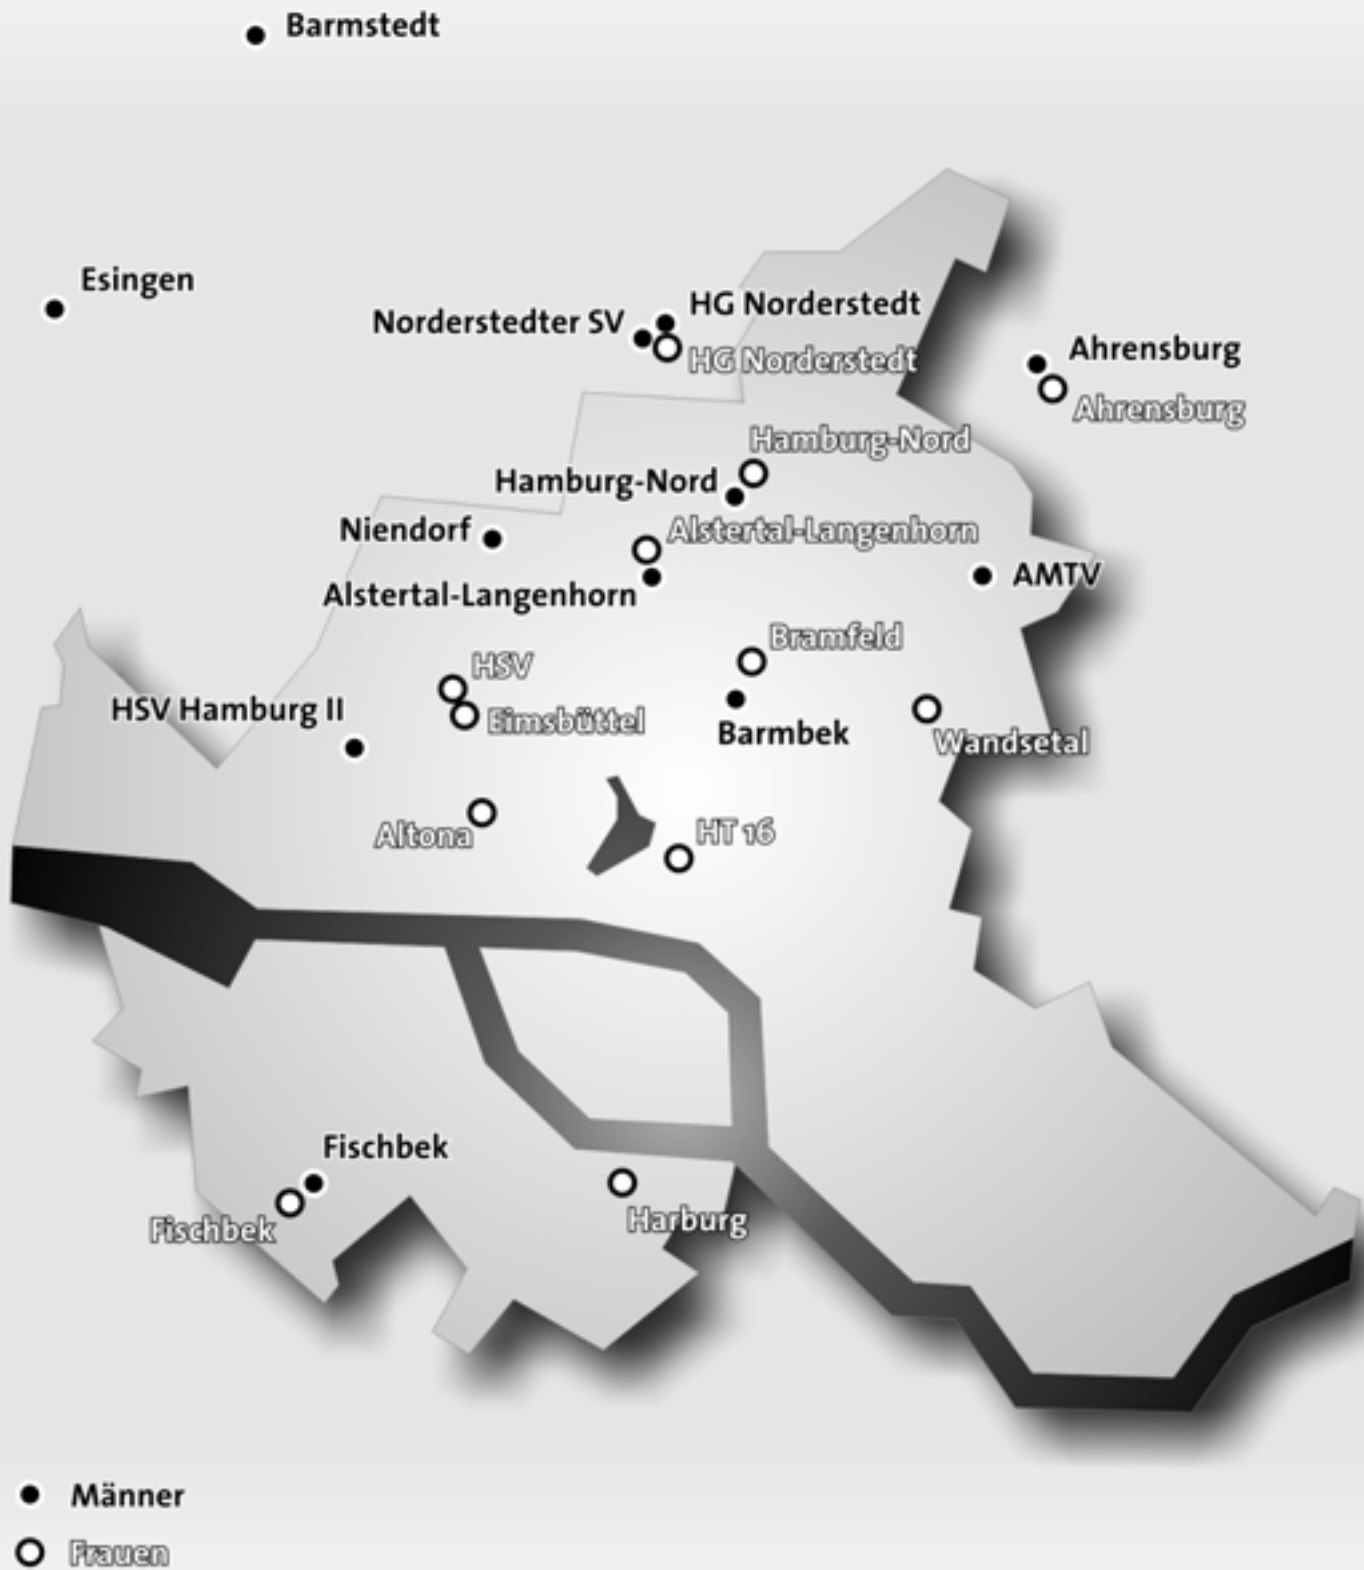 Barmstedt
Esingen
HG Norderstedt
Norderstedter SV
HG Norderstedt
Ahrensburg
Ahrensburg
Hamburg-Nord
Hamburg-Nord
Niendorf
Alstertal-Langenhorn
AMTV
Alstertal-Langenhorn
Bramfeld
HSV
HSV Hamburg II
Eimsbüttel
Barmbek
Wandsetal
Altona
HT 16
Fischbek
Fischbek
Harburg
Männer
Frauen